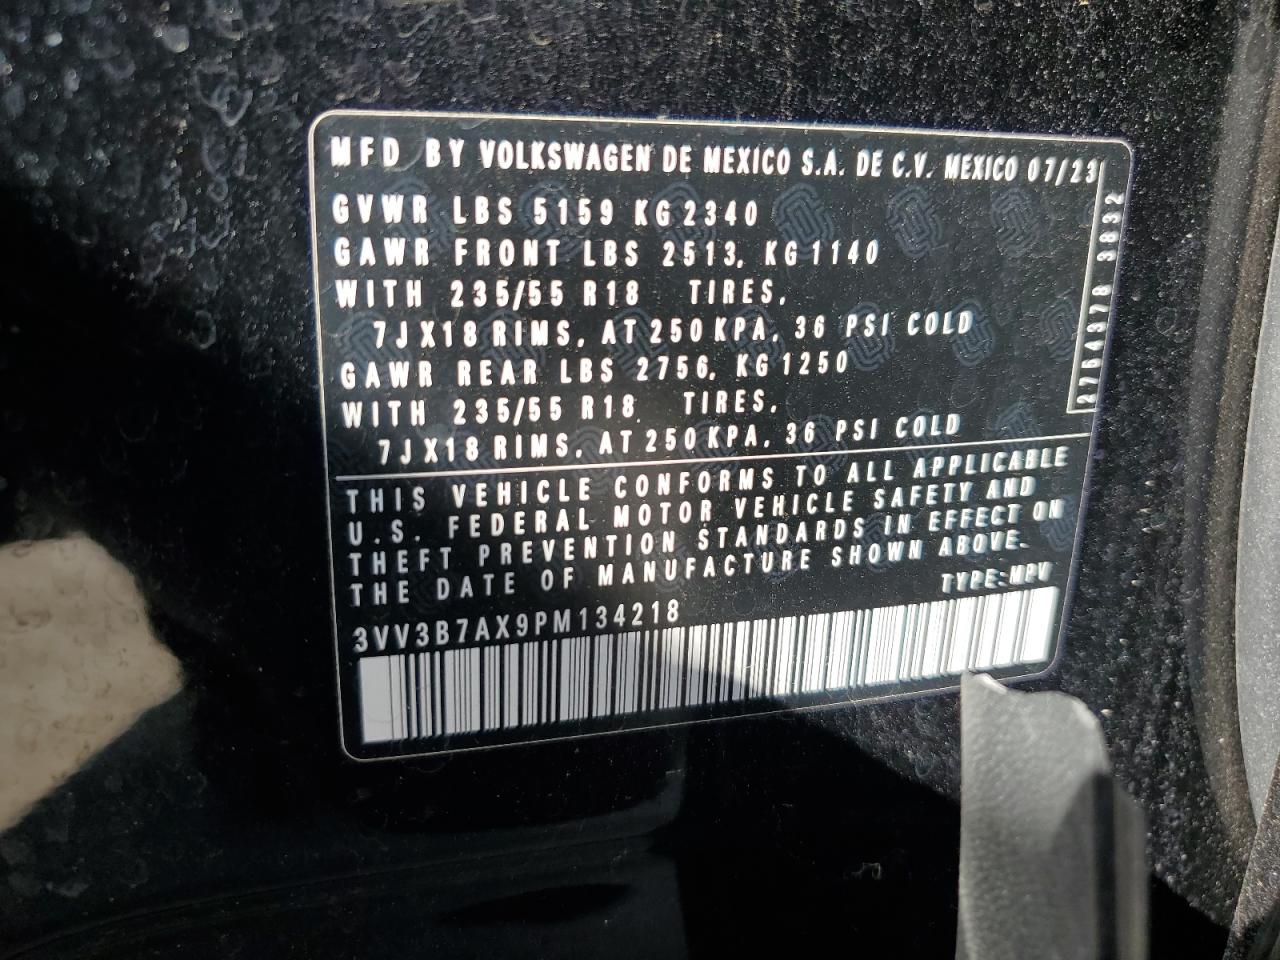 MFD BY VOLKSWAGEN DE MEXICO S.A. DE C.V. MEXICO 07/23
GVWR LBS 5159 KG 2340
GAWR FRONT LBS 2513, KG 1140
WITH 235/55 R18 TIRES,
7JX18 RIMS, AT 250 KPA, 36 PSI COLD
GAWR REAR LBS 2756, KG 1250
WITH 235/55 R18 TIRES,
7JX18 RIMS, AT 250 KPA, 36 PSI COLD
2764378 3832
THIS VEHICLE CONFORMS TO ALL APPLICABLE
U.S. FEDERAL MOTOR VEHICLE SAFETY AND
THEFT PREVENTION STANDARDS IN EFFECT ON
THE DATE OF MANUFACTURE SHOWN ABOVE.
TYPE: MPV
3VV3B7AX9PM134218